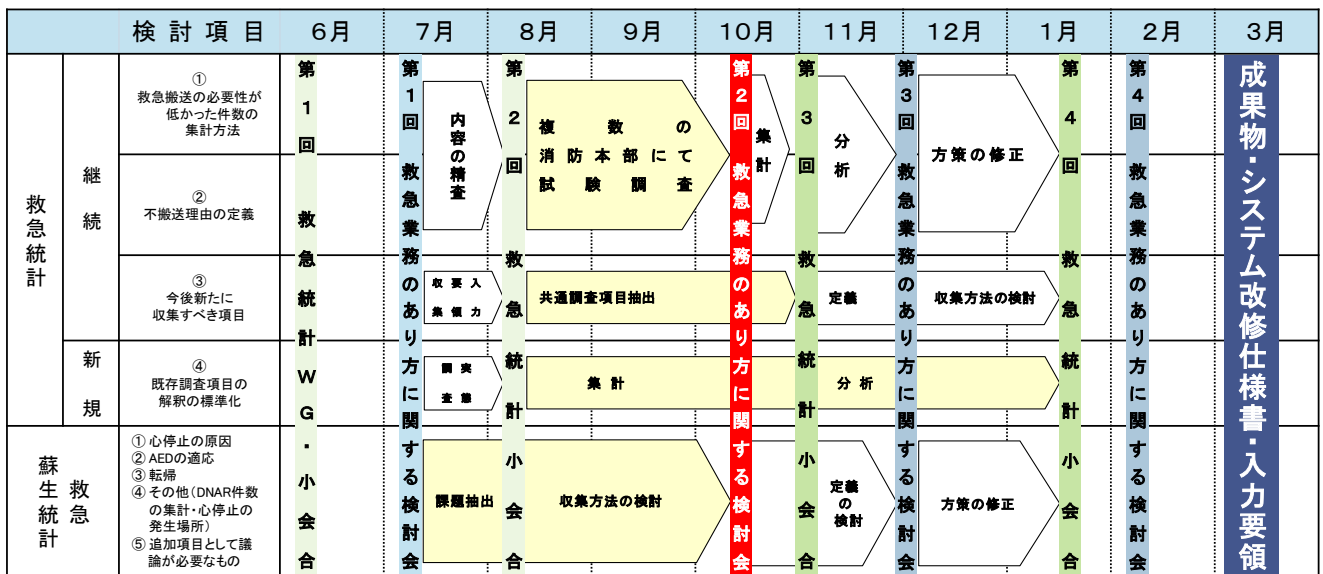 検討項目
6月
7月
8月
9月
10月
11月
12月
1月
2月
3月
救急統計
継続
①
救急搬送の必要性が
低かった件数の
集計方法
②
不搬送理由の定義
③
今後新たに
収集すべき項目
新規
④
既存調査項目の
解釈の標準化
救急
蘇生統計
①心停止の原因
②AEDの適応
③転帰
④その他(DNAR件数
の集計・心停止の
発生場所)
⑤追加項目として議
論が必要なもの
第1回 救急統計WG・小会合
第1回 救急業務のあり方に関する検討会
内容の精査
入力
要領
収集
実態
調査
課題抽出
第2回 救急統計小会合
複数の
消防本部にて
試験調査
共通調査項目抽出
集計
収集方法の検討
第2回 救急業務のあり方に関する検討会
集計
第3回 救急統計小会合
分析
定義
分析
定義
の
検討
第3回 救急業務のあり方に関する検討会
方策の修正
収集方法の検討
方策の修正
第4回 救急統計小会合
第4回 救急業務のあり方に関する検討会
成果物・システム改修仕様書・入力要領